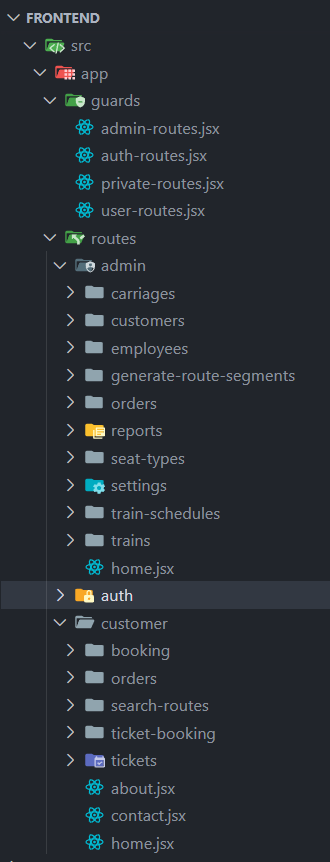 FRONTEND
src
app
guards
admin-routes.jsx
auth-routes.jsx
private-routes.jsx
user-routes.jsx
routes
admin
carriages
customers
employees
generate-route-segments
orders
reports
seat-types
settings
train-schedules
trains
home.jsx
auth
customer
booking
orders
search-routes
ticket-booking
tickets
about.jsx
contact.jsx
home.jsx